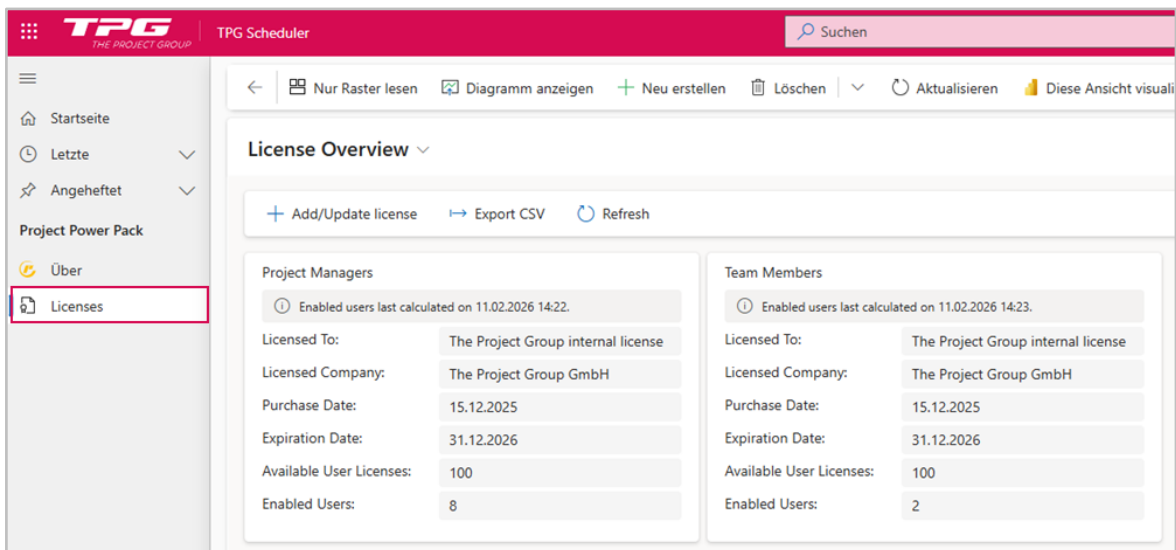 TPG
THE PROJECT GROUP
TPG Scheduler
Suchen
Nur Raster lesen
Diagramm anzeigen
Neu erstellen
Löschen
Aktualisieren
Diese Ansicht visuali
Startseite
Letzte
Angeheftet
Project Power Pack
Über
Licenses
License Overview
Add/Update license
Export CSV
Refresh
Project Managers
Enabled users last calculated on 11.02.2026 14:22.
Licensed To: The Project Group internal license
Licensed Company: The Project Group GmbH
Purchase Date: 15.12.2025
Expiration Date: 31.12.2026
Available User Licenses: 100
Enabled Users: 8
Team Members
Enabled users last calculated on 11.02.2026 14:23.
Licensed To: The Project Group internal license
Licensed Company: The Project Group GmbH
Purchase Date: 15.12.2025
Expiration Date: 31.12.2026
Available User Licenses: 100
Enabled Users: 2